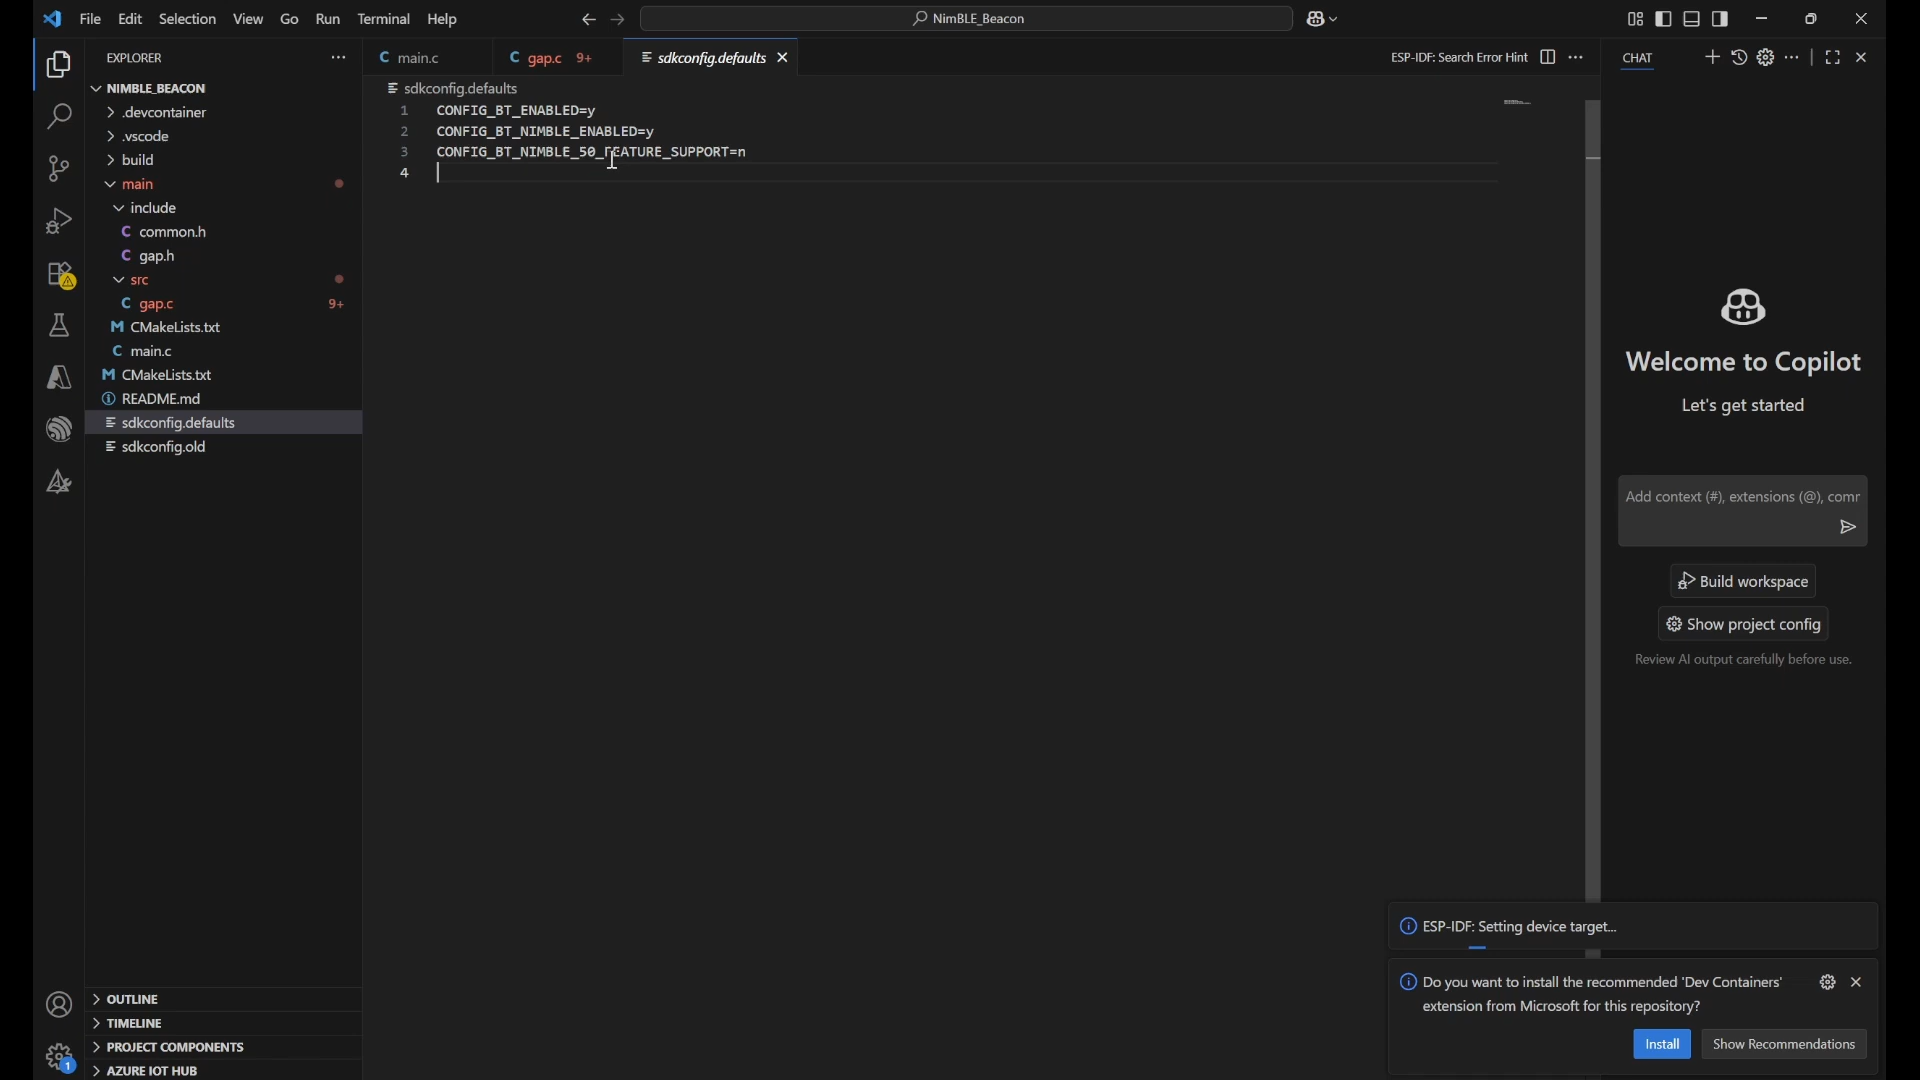 File Edit Selection View Go Run Terminal Help
NimBLE_Beacon
EXPLORER
NIMBLE_BEACON
.devcontainer
.vscode
build
main
include
common.h
gap.h
src
gap.c 9+
CMakeLists.txt
main.c
CMakeLists.txt
README.md
sdkconfig.defaults
sdkconfig.old
OUTLINE
TIMELINE
PROJECT COMPONENTS
AZURE IOT HUB
1
main.c gap.c 9+ sdkconfig.defaults
ESP-IDF: Search Error Hint
sdkconfig.defaults
1 CONFIG_BT_ENABLED=y
2 CONFIG_BT_NIMBLE_ENABLED=y
3 CONFIG_BT_NIMBLE_50_FEATURE_SUPPORT=n
4
CHAT
Welcome to Copilot
Let's get started
Add context (#), extensions (@), comr
Build workspace
Show project config
Review AI output carefully before use.
ESP-IDF: Setting device target...
Do you want to install the recommended 'Dev Containers'
extension from Microsoft for this repository?
Install Show Recommendations